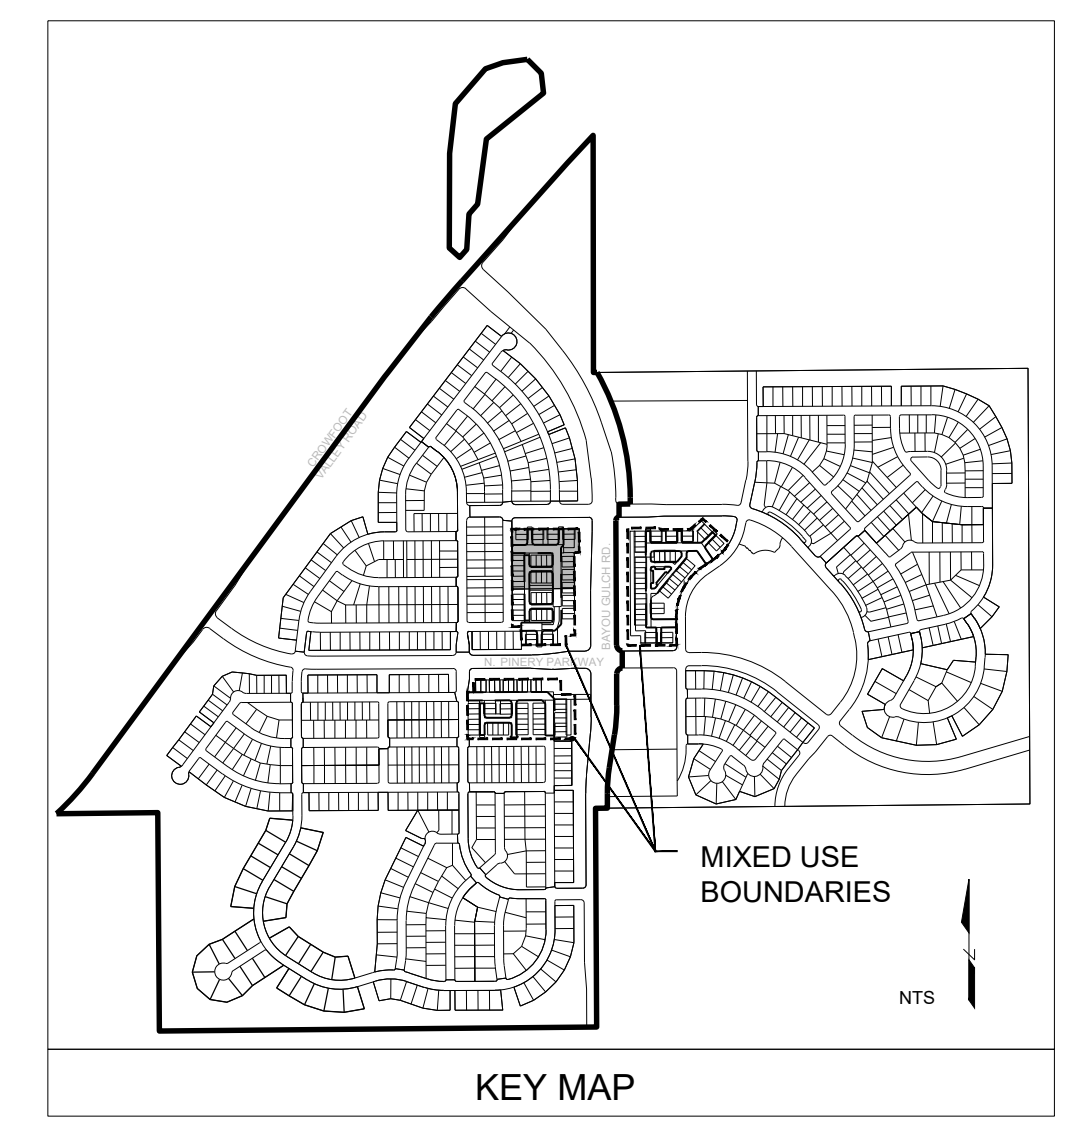 CROWFOOT
VALLEY ROAD
BAYOU GULCH RD.
N. PINERY PARKWAY
MIXED USE
BOUNDARIES
N
NTS
KEY MAP